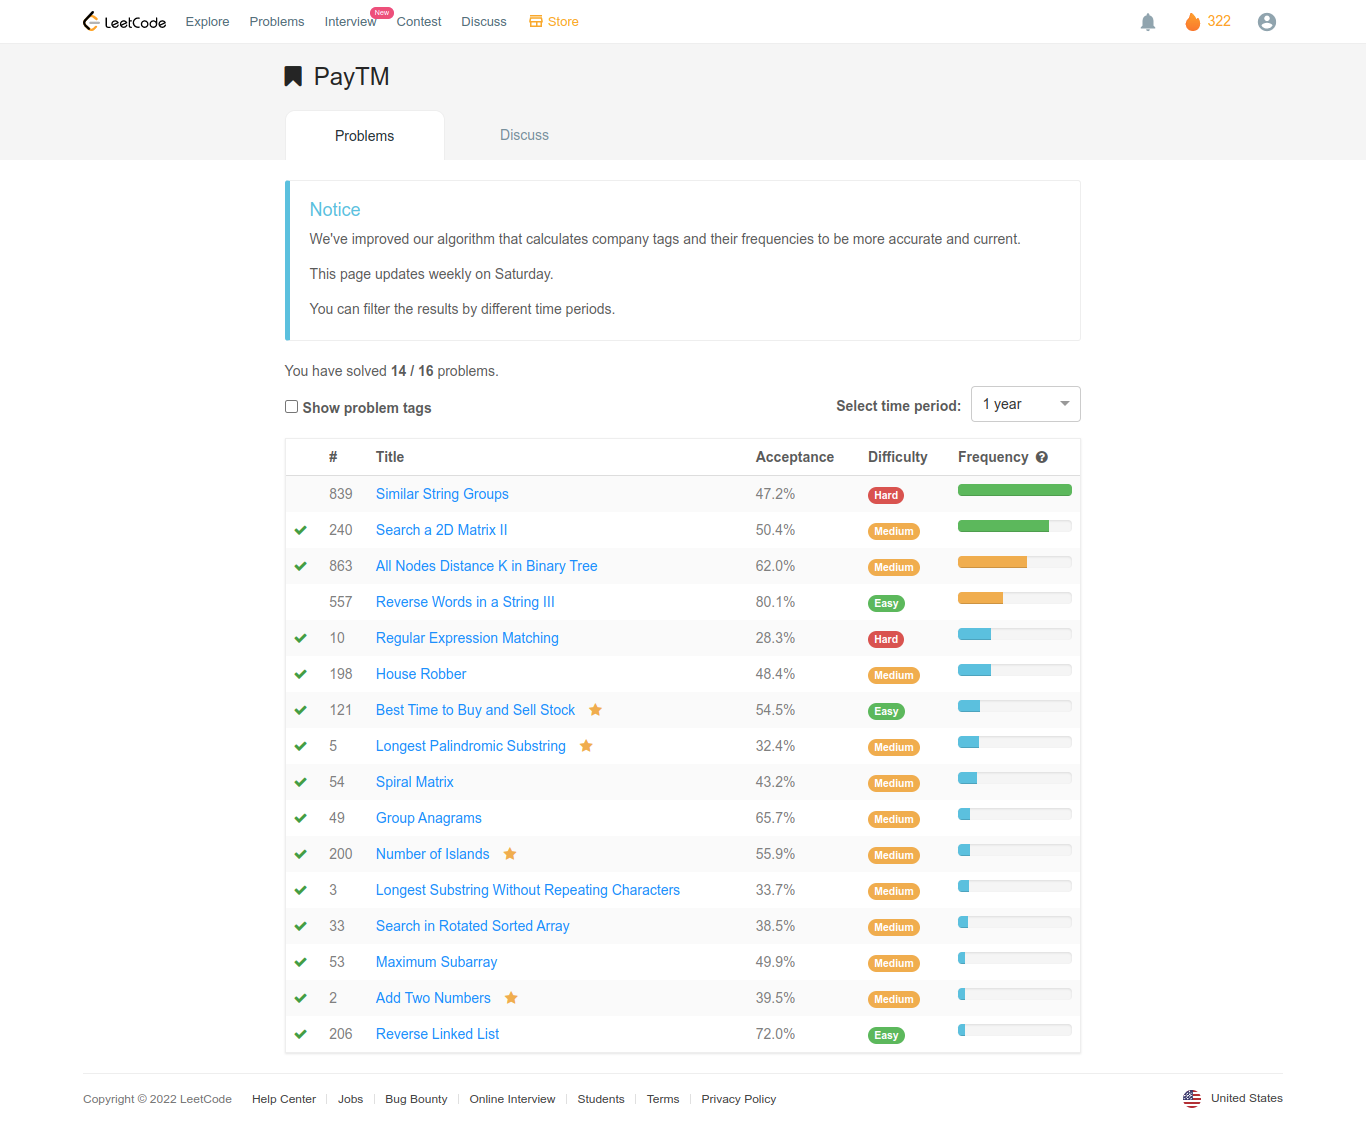 LeetCode Explore Problems Interview New Contest Discuss Store 322
PayTM
Problems Discuss
Notice
We've improved our algorithm that calculates company tags and their frequencies to be more accurate and current.
This page updates weekly on Saturday.
You can filter the results by different time periods.
You have solved 14 / 16 problems.
Show problem tags Select time period: 1 year
# Title Acceptance Difficulty Frequency
839 Similar String Groups 47.2% Hard
240 Search a 2D Matrix II 50.4% Medium
863 All Nodes Distance K in Binary Tree 62.0% Medium
557 Reverse Words in a String III 80.1% Easy
10 Regular Expression Matching 28.3% Hard
198 House Robber 48.4% Medium
121 Best Time to Buy and Sell Stock 54.5% Easy
5 Longest Palindromic Substring 32.4% Medium
54 Spiral Matrix 43.2% Medium
49 Group Anagrams 65.7% Medium
200 Number of Islands 55.9% Medium
3 Longest Substring Without Repeating Characters 33.7% Medium
33 Search in Rotated Sorted Array 38.5% Medium
53 Maximum Subarray 49.9% Medium
2 Add Two Numbers 39.5% Medium
206 Reverse Linked List 72.0% Easy
Copyright © 2022 LeetCode Help Center | Jobs | Bug Bounty | Online Interview | Students | Terms | Privacy Policy United States